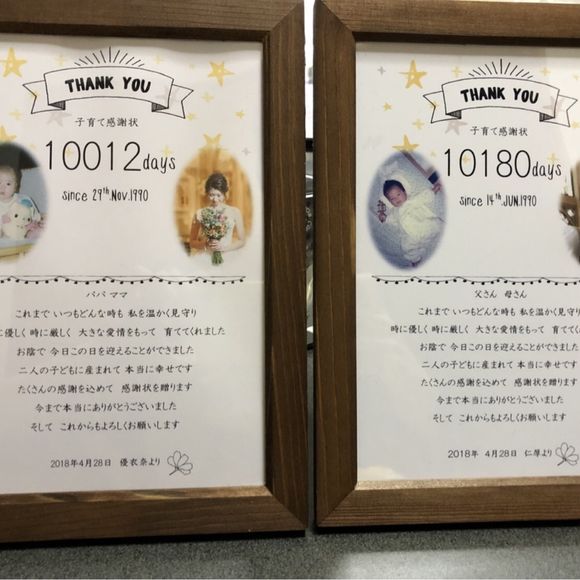 THANK YOU
子育て感謝状
10012days
since 29th.Nov.1990
パパ ママ
これまで いつもどんな時も 私を温かく見守り
に優しく 時に厳しく 大きな愛情をもって 育ててくれました
お陰で 今日この日を迎えることができました
二人の子どもに産まれて 本当に幸せです
たくさんの感謝を込めて 感謝状を贈ります
今まで本当にありがとうございました
そして これからもよろしくお願いします
2018年4月28日 優衣奈より
THANK YOU
子育て感謝状
10180days
since 14th.JUN.1990
父さん 母さん
これまで いつもどんな時も 私を温かく見守り
時に優しく 時に厳しく 大きな愛情をもって 育ててくれ
お陰で 今日この日を迎えることができました
二人の子どもに産まれて 本当に幸せです
たくさんの感謝を込めて 感謝状を贈ります
今まで本当にありがとうございました
そして これからもよろしくお願いします
2018年 4月28日 仁厚より